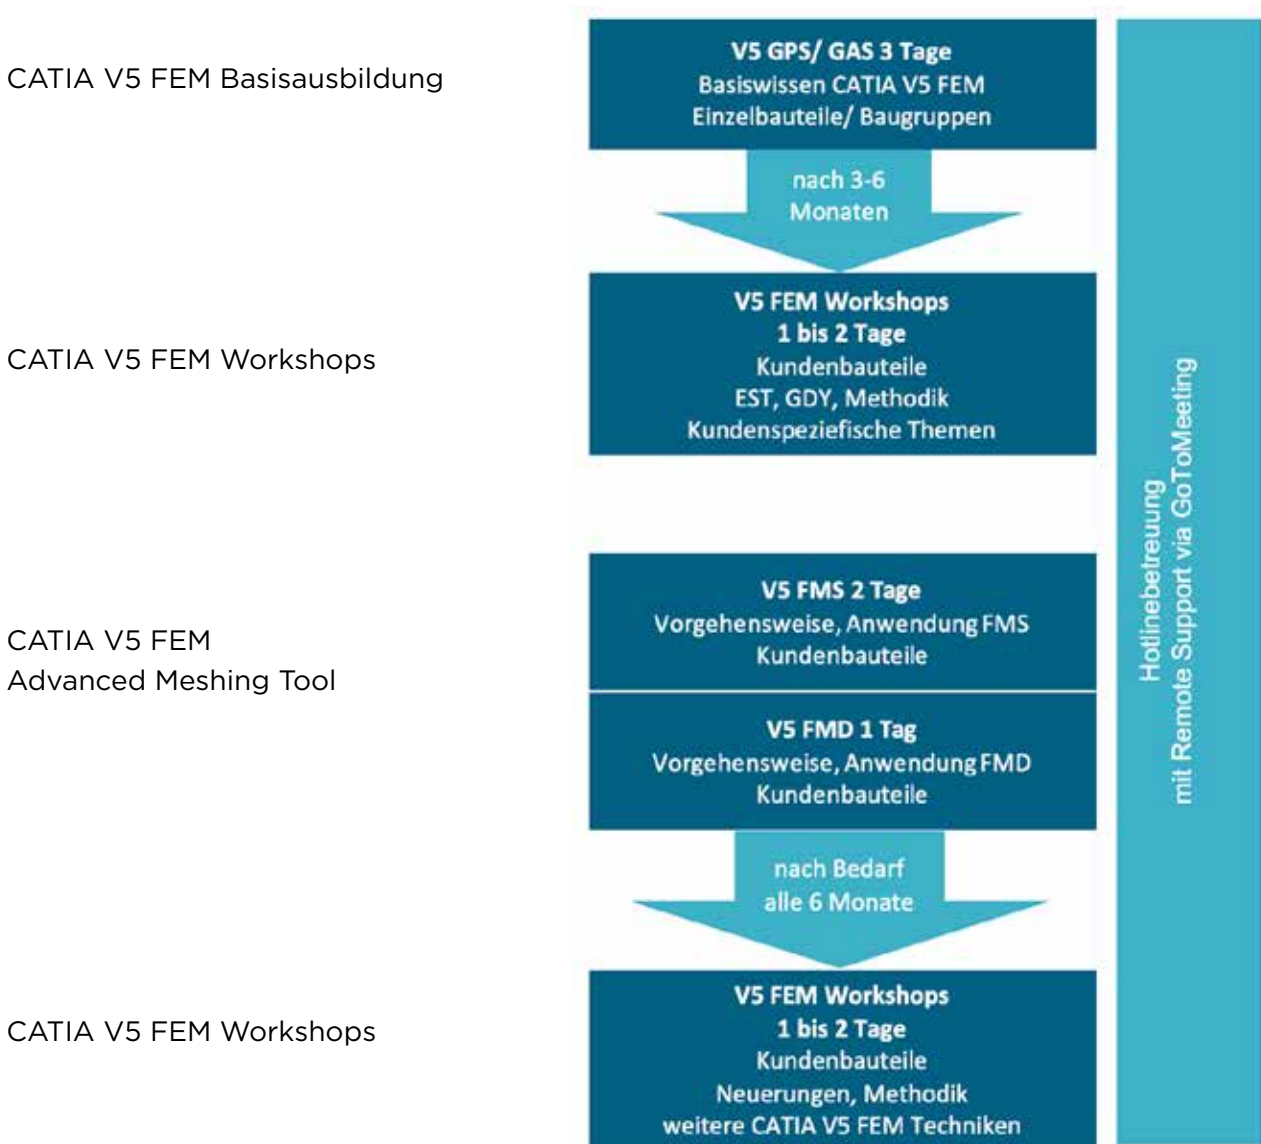 CATIA V5 FEM Basisausbildung
V5 GPS/ GAS 3 Tage
Basiswissen CATIA V5 FEM
Einzelbauteile/ Baugruppen
nach 3-6
Monaten
CATIA V5 FEM Workshops
V5 FEM Workshops
1 bis 2 Tage
Kundenbauteile
EST, GDY, Methodik
Kundenspeziefische Themen
CATIA V5 FEM
Advanced Meshing Tool
V5 FMS 2 Tage
Vorgehensweise, Anwendung FMS
Kundenbauteile
V5 FMD 1 Tag
Vorgehensweise, Anwendung FMD
Kundenbauteile
nach Bedarf
alle 6 Monate
CATIA V5 FEM Workshops
V5 FEM Workshops
1 bis 2 Tage
Kundenbauteile
Neuerungen, Methodik
weitere CATIA V5 FEM Techniken
Hotlinebetreuung
mit Remote Support via GoToMeeting